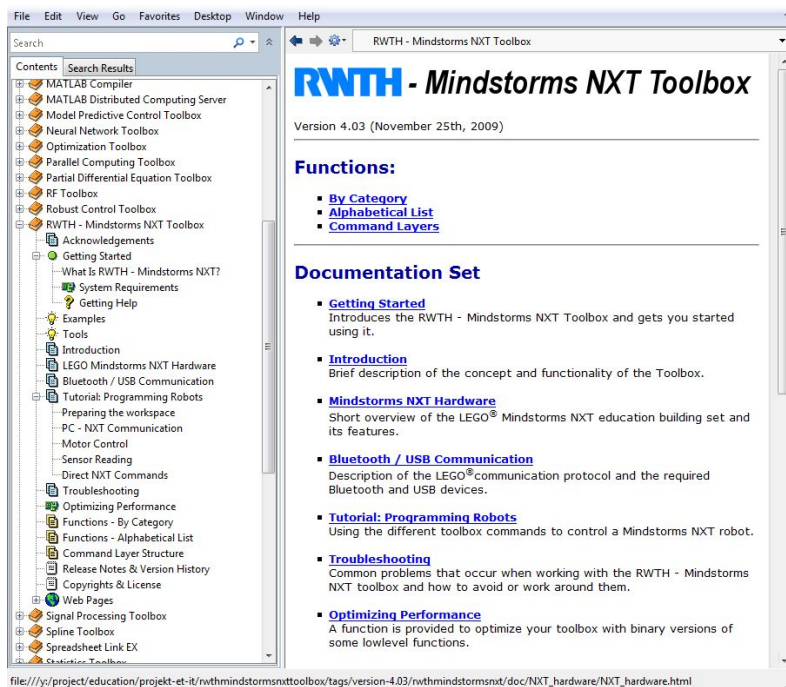 File Edit View Go Favorites Desktop Window Help
Search
Contents Search Results
MATLAB Compiler
MATLAB Distributed Computing Server
Model Predictive Control Toolbox
Neural Network Toolbox
Optimization Toolbox
Parallel Computing Toolbox
Partial Differential Equation Toolbox
RF Toolbox
Robust Control Toolbox
RWTH - Mindstorms NXT Toolbox
Acknowledgements
Getting Started
What Is RWTH - Mindstorms NXT?
System Requirements
Getting Help
Examples
Tools
Introduction
LEGO Mindstorms NXT Hardware
Bluetooth / USB Communication
Tutorial: Programming Robots
Preparing the workspace
PC - NXT Communication
Motor Control
Sensor Reading
Direct NXT Commands
Troubleshooting
Optimizing Performance
Functions - By Category
Functions - Alphabetical List
Command Layer Structure
Release Notes & Version History
Copyrights & License
Web Pages
Signal Processing Toolbox
Spline Toolbox
Spreadsheet Link EX
Statistics Toolbox
RWTH - Mindstorms NXT Toolbox
RWTH - Mindstorms NXT Toolbox
Version 4.03 (November 25th, 2009)
Functions:
By Category
Alphabetical List
Command Layers
Documentation Set
Getting Started
Introduces the RWTH - Mindstorms NXT Toolbox and gets you started
using it.
Introduction
Brief description of the concept and functionality of the Toolbox.
Mindstorms NXT Hardware
Short overview of the LEGO® Mindstorms NXT education building set and
its features.
Bluetooth / USB Communication
Description of the LEGO®communication protocol and the required
Bluetooth and USB devices.
Tutorial: Programming Robots
Using the different toolbox commands to control a Mindstorms NXT robot.
Troubleshooting
Common problems that occur when working with the RWTH - Mindstorms
NXT toolbox and how to avoid or work around them.
Optimizing Performance
A function is provided to optimize your toolbox with binary versions of
some lowlevel functions.
file:///y:/project/education/projekt-et-it/rwthmindstormsnxttoolbox/tags/version-4.03/rwthmindstormsnxt/doc/NXT_hardware/NXT_hardware.html